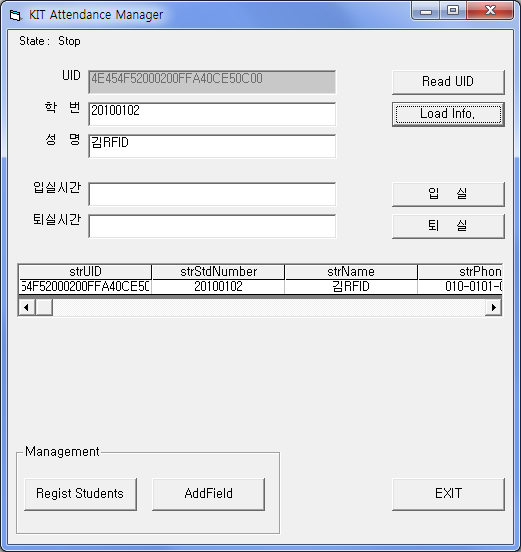 KIT Attendance Manager
State : Stop
UID 4E454F52000200FFA40CE50C00 Read UID
학 번 20100102 Load Info,
성 명 김RFID
입실시간 입 실
퇴실시간 퇴 실
strUID strStdNumber strName strPhon
54F52000200FFA40CE50 20100102 김RFID 010-0101-0
Management
Regist Students AddField EXIT